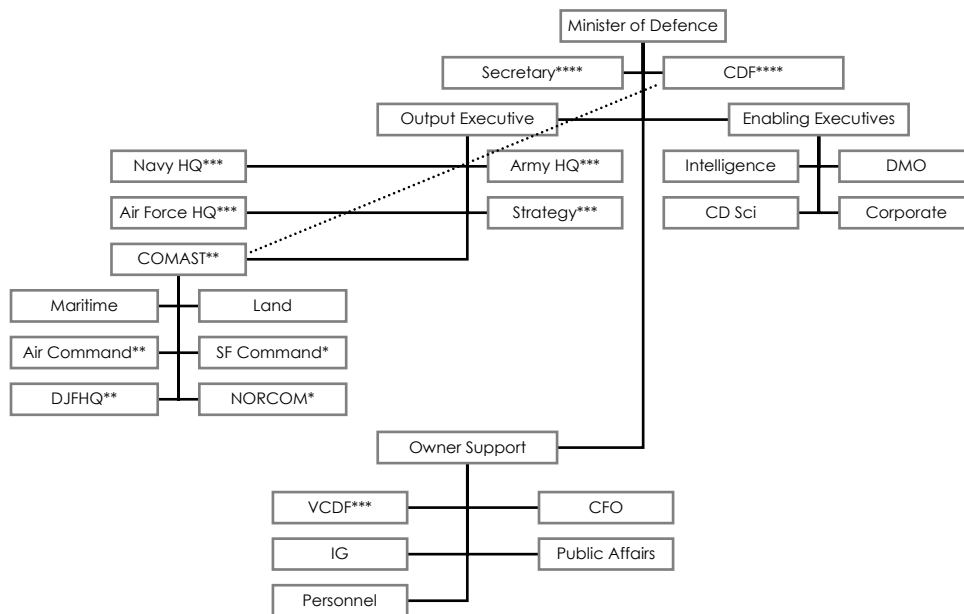 Minister of Defence
Secretary****
CDF****
Output Executive
Enabling Executives
Navy HQ***
Army HQ***
Intelligence
DMO
Air Force HQ***
Strategy***
CD Sci
Corporate
COMAST**
Maritime
Land
Air Command**
SF Command*
DJFHQ**
NORCOM*
Owner Support
VCDF***
CFO
IG
Public Affairs
Personnel